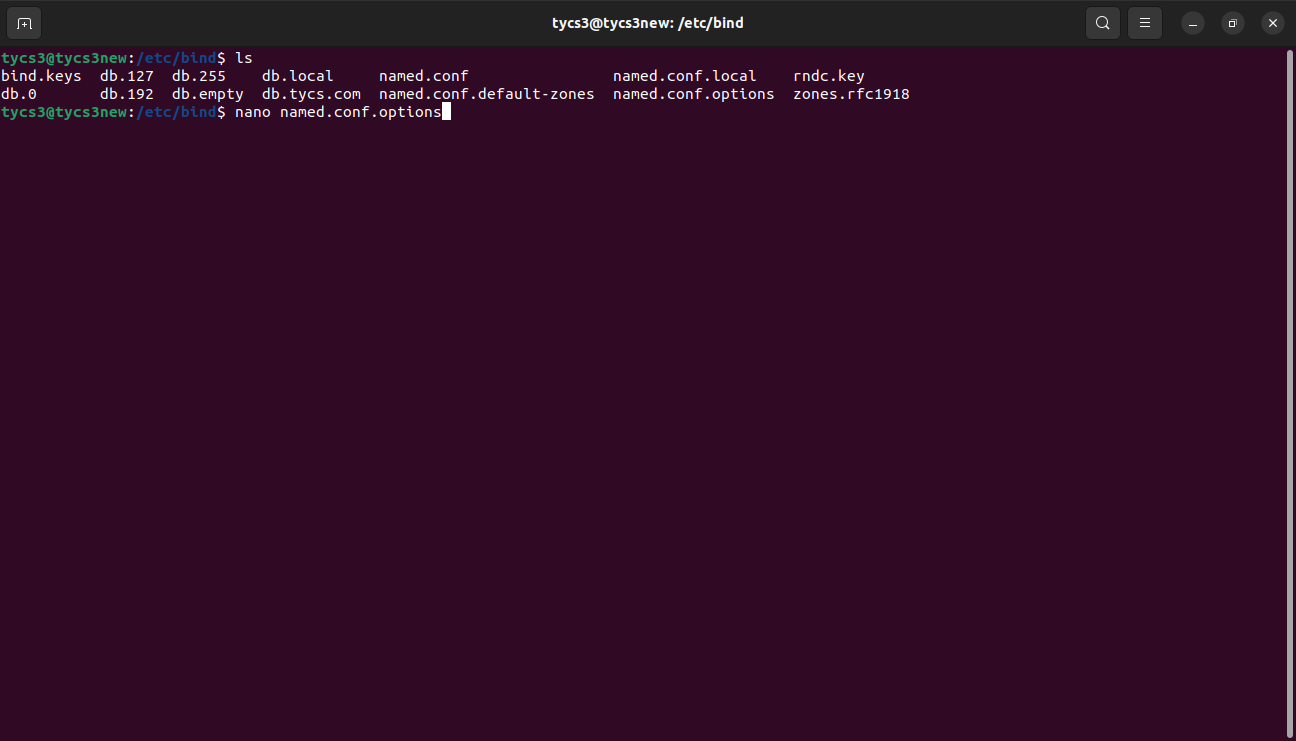 tycs3@tycs3new: /etc/bind
tycs3@tycs3new:/etc/bind$ ls
bind.keys  db.127  db.255    db.local     named.conf                named.conf.local    rndc.key
db.0       db.192  db.empty  db.tycs.com  named.conf.default-zones  named.conf.options  zones.rfc1918
tycs3@tycs3new:/etc/bind$ nano named.conf.options